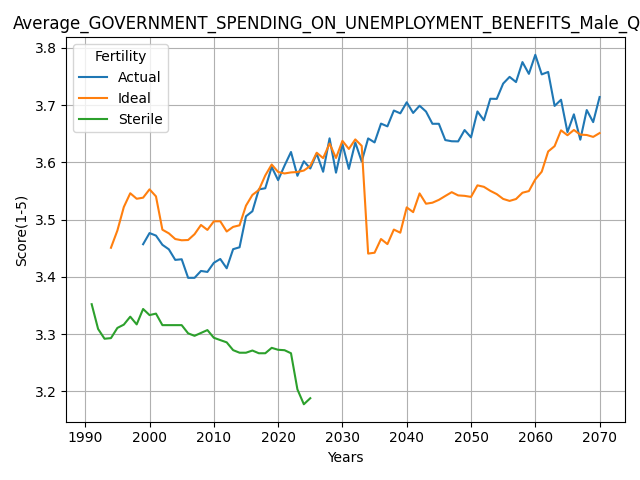 Average_GOVERNMENT_SPENDING_ON_UNEMPLOYMENT_BENEFITS_Male_Q
Fertility
Actual
Ideal
Sterile
Score(1-5)
3.8
3.7
3.6
3.5
3.4
3.3
3.2
1990 2000 2010 2020 2030 2040 2050 2060 2070
Years